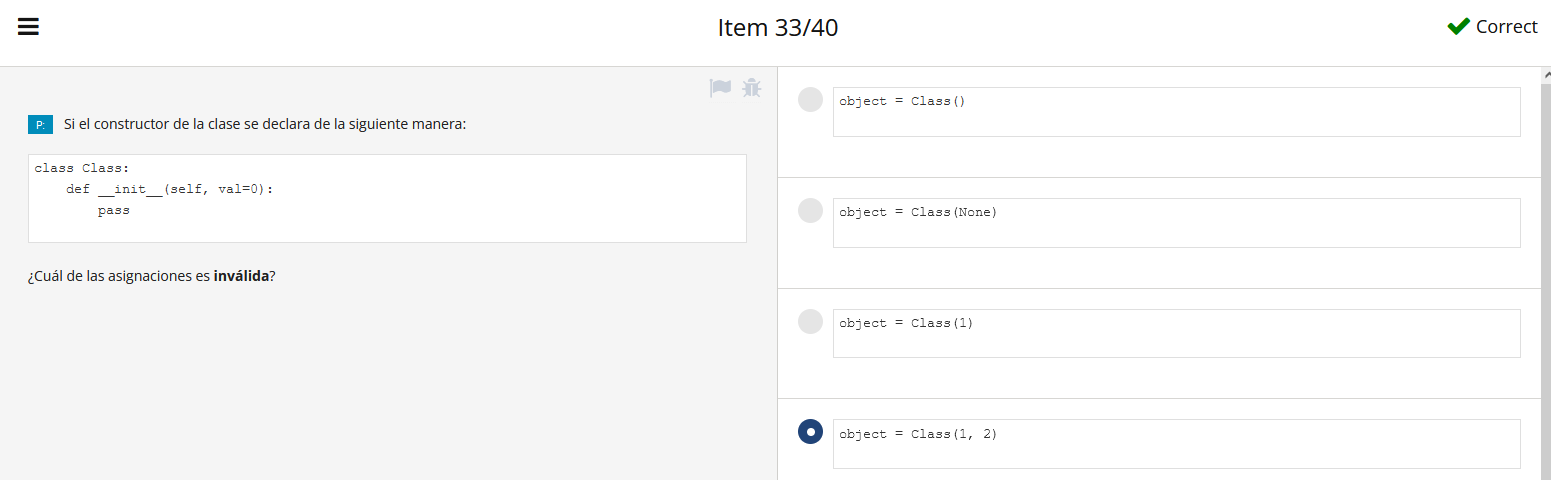 Item 33/40
Correct
P: Si el constructor de la clase se declara de la siguiente manera:
class Class:
    def __init__(self, val=0):
        pass
¿Cuál de las asignaciones es inválida?
object = Class()
object = Class(None)
object = Class(1)
object = Class(1, 2)